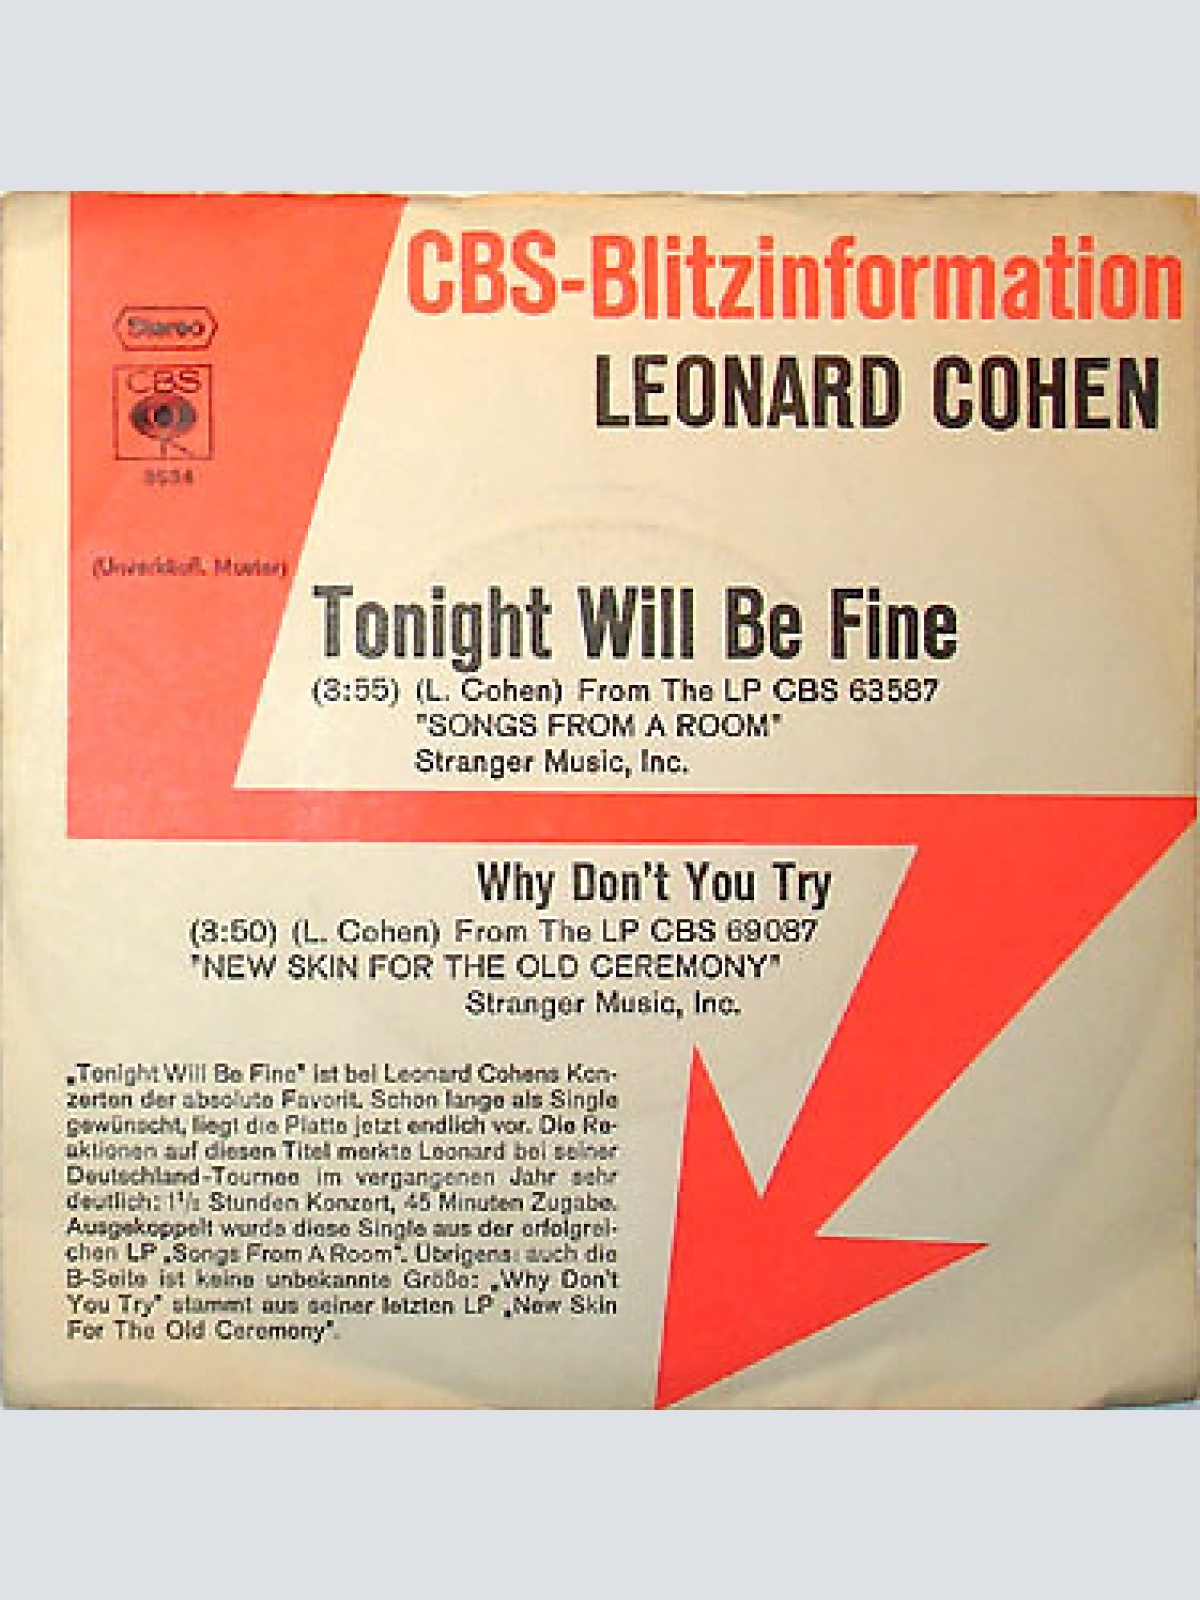 CBS-Blitzinformation
LEONARD COHEN
Stereo
CBS
(Unverkäufl. Muster)
Tonight Will Be Fine
(3:55) (L. Cohen) From The LP CBS 63587
"SONGS FROM A ROOM"
Stranger Music, Inc.
Why Don't You Try
(3:50) (L. Cohen) From The LP CBS 69087
"NEW SKIN FOR THE OLD CEREMONY"
Stranger Music, Inc.
„Tonight Will Be Fine" ist bei Leonard Cohens Kon-
zerten der absolute Favorit. Schon lange als Single
gewünscht, liegt die Platte jetzt endlich vor. Die Re-
aktionen auf diesen Titel merkte Leonard bei seiner
Deutschland-Tournee im vergangenen Jahr sehr
deutlich: 1½ Stunden Konzert, 45 Minuten Zugabe.
Ausgekoppelt wurde diese Single aus der erfolgrei-
chen LP „Songs From A Room". Übrigens: auch die
B-Seite ist keine unbekannte Größe: „Why Don't
You Try" stammt aus seiner letzten LP „New Skin
For The Old Ceremony".